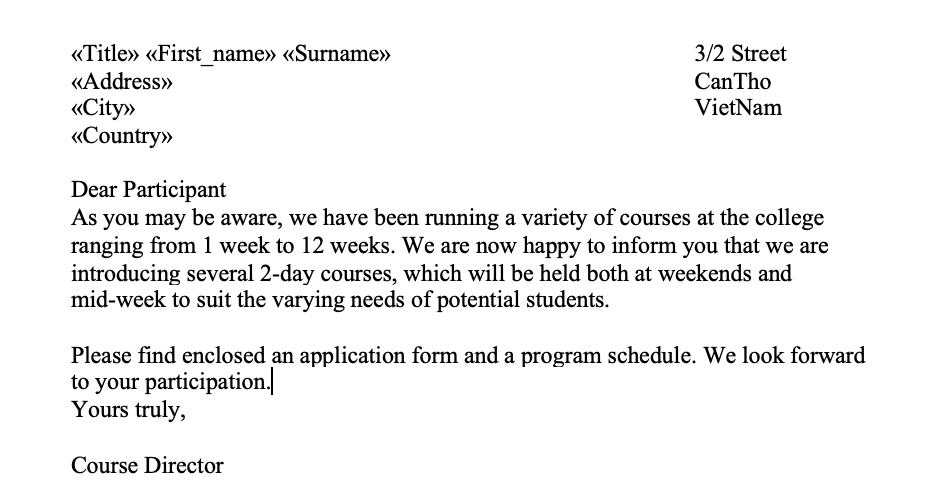 «Title» «First_name» «Surname» 3/2 Street
«Address» CanTho
«City» VietNam
«Country»
Dear Participant
As you may be aware, we have been running a variety of courses at the college
ranging from 1 week to 12 weeks. We are now happy to inform you that we are
introducing several 2-day courses, which will be held both at weekends and
mid-week to suit the varying needs of potential students.
Please find enclosed an application form and a program schedule. We look forward
to your participation.
Yours truly,
Course Director